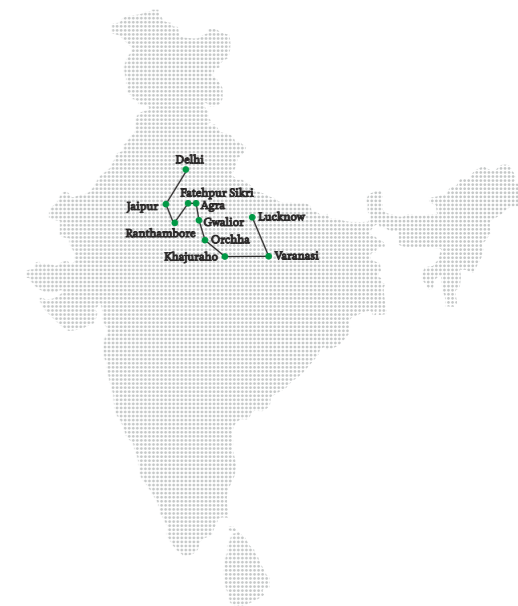 Delhi
Fatehpur Sikri
Jaipur
Agra
Lucknow
Gwalior
Ranthambore
Orchha
Khajuraho
Varanasi